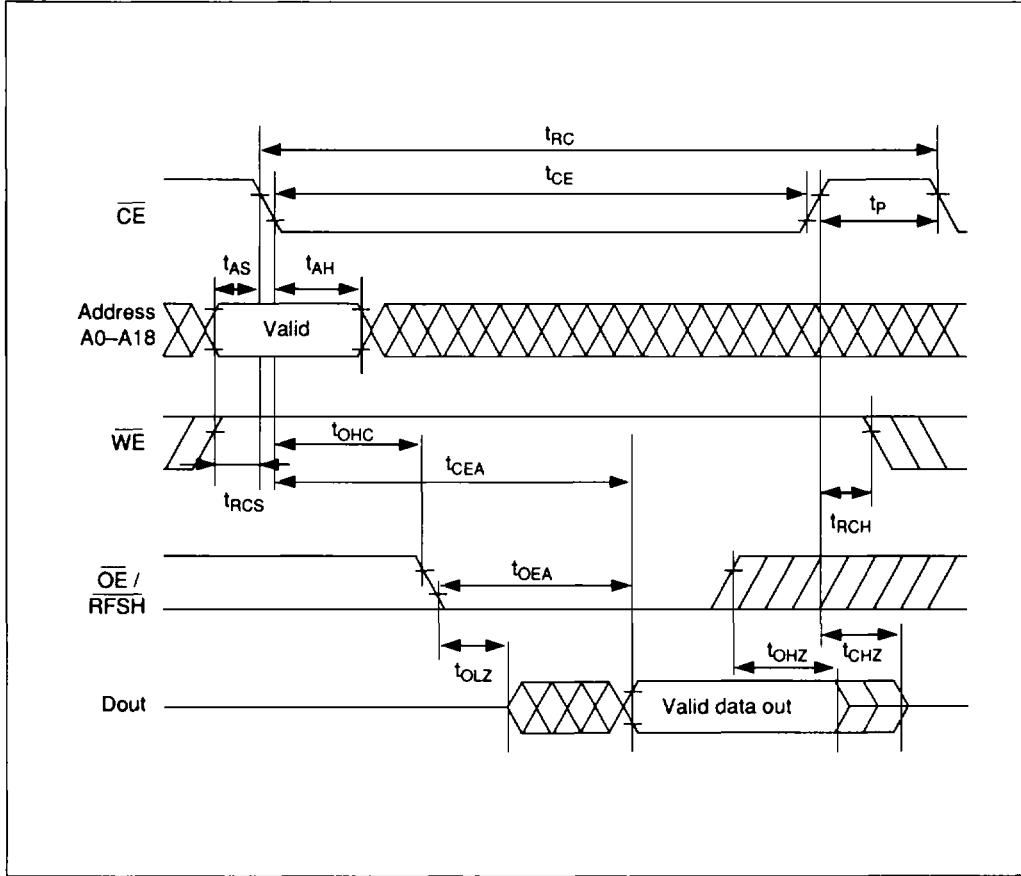 tRC
tCE
CE
tP
tAS
tAH
Address
A0–A18
Valid
WE
tOHC
tCEA
tRCS
tRCH
OE /
RFSH
tOEA
tOLZ
tOHZ
tCHZ
Dout
Valid data out